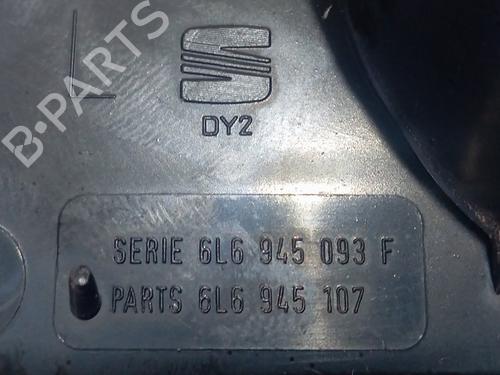 B-PARTS
DY2
SERIE 6L6 945 093 F
PARTS 6L6 945 107